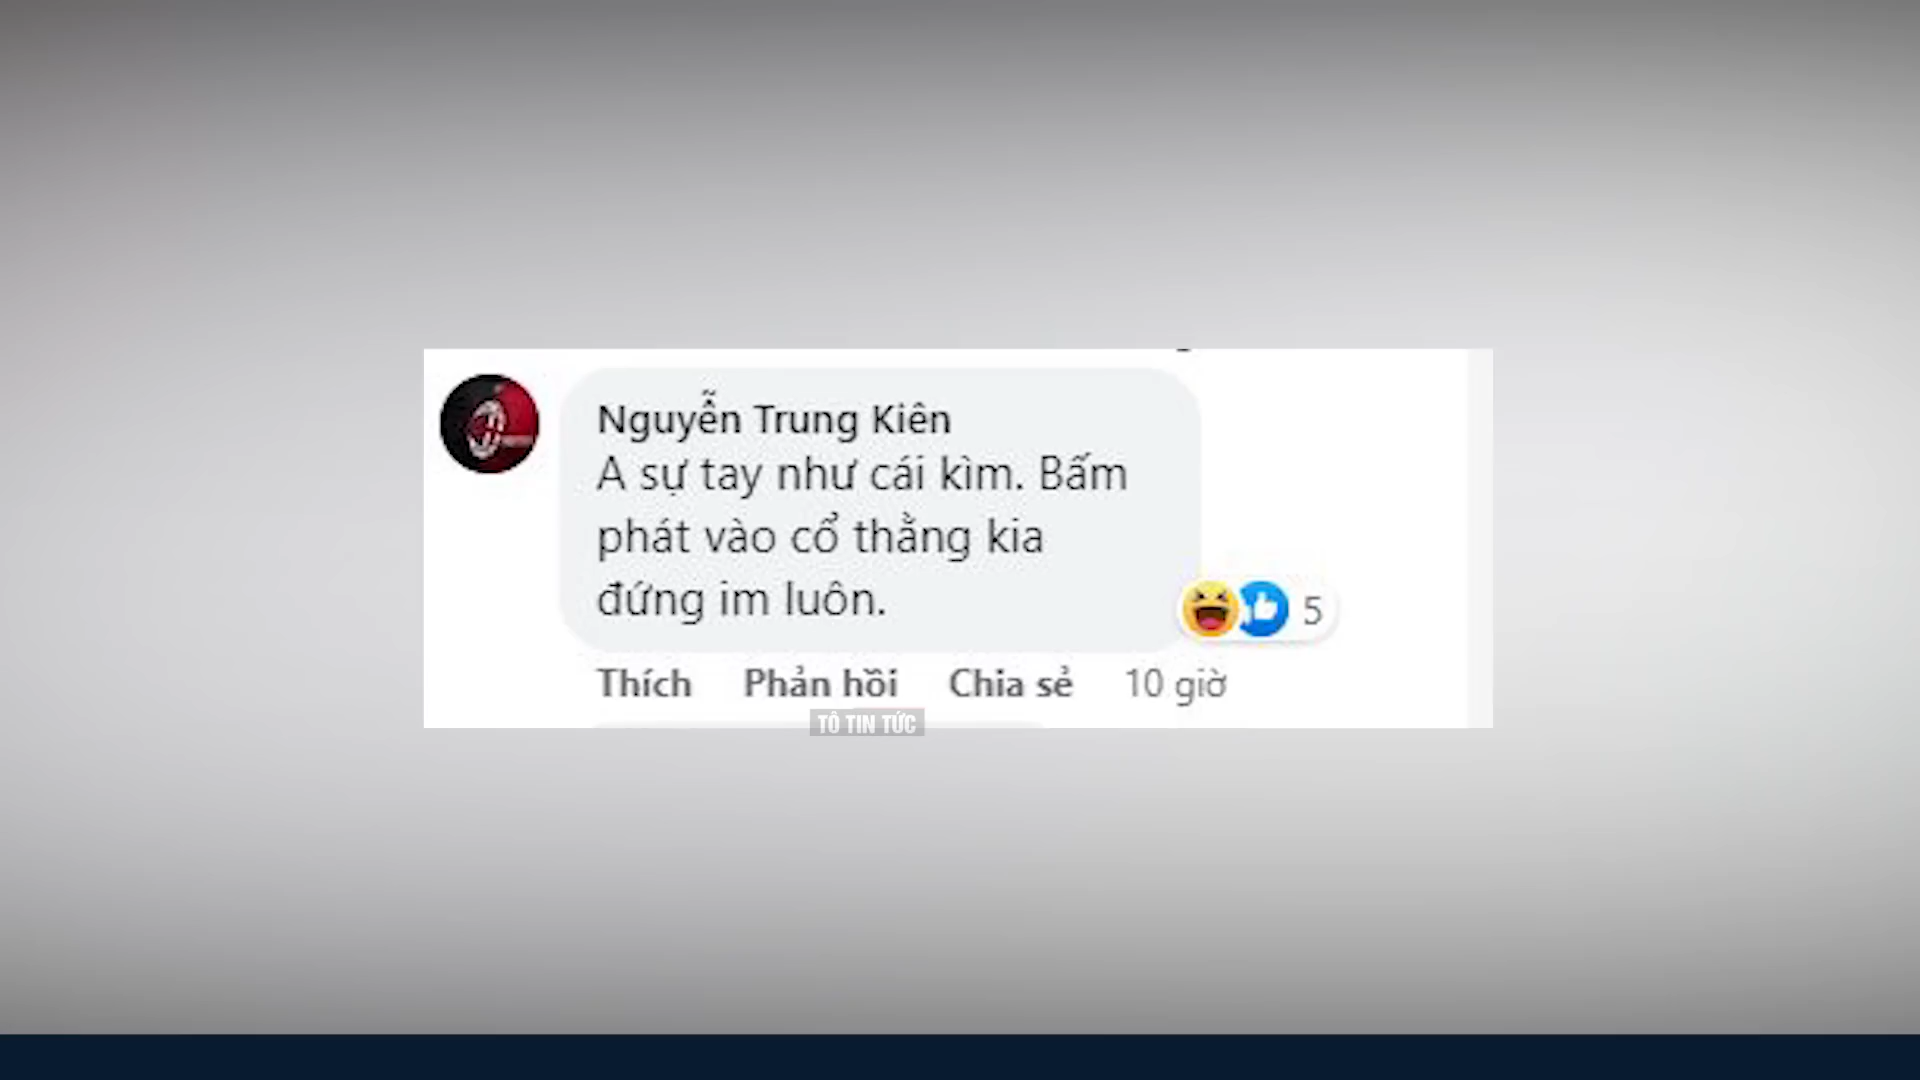 Nguyễn Trung Kiên
A sự tay như cái kìm. Bấm
phát vào cổ thằng kia
đứng im luôn.
5
Thích Phản hồi Chia sẻ 10 giờ
TÔ TIN TỨC